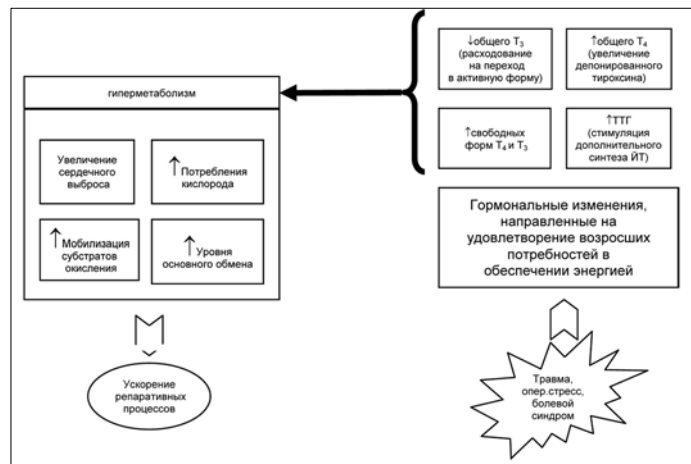 ↓общего Т3
(расходование
на переход
в активную форму)
↑общего Т4
(увеличение
депонированного
тироксина)
гиперметаболизм
↑свободных
форм Т4 и Т3
↑ТТГ
(стимуляция
дополнительного
синтеза ЙТ)
Увеличение
сердечного
выброса
↑ Потребления
кислорода
↑ Мобилизация
субстратов
окисления
↑ Уровня
основного обмена
Гормональные изменения,
направленные на
удовлетворение возросших
потребностей в
обеспечении энергией
Ускорение
репаративных
процессов
Травма,
опер.стресс,
болевой
синдром